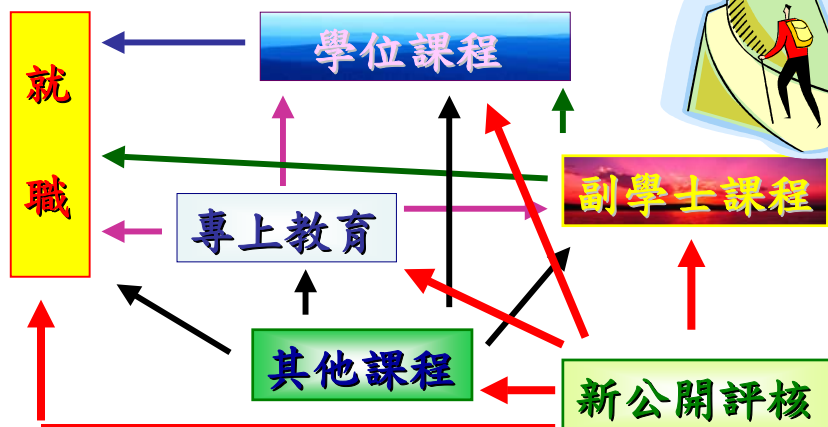 就職
學位課程
副學士課程
專上教育
其他課程
新公開評核